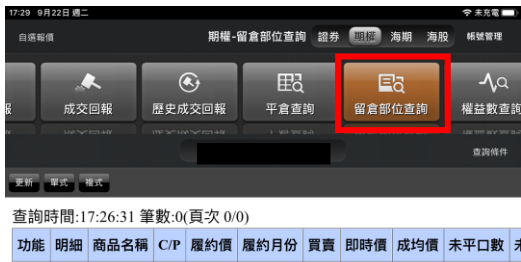 17:29 9月22日 週二 未充電
自選報價 期權-留倉部位查詢 證券 期權 海期 海股 帳號管理
成交回報 歷史成交回報 平倉查詢 留倉部位查詢 權益數查詢
查詢條件
更新 單式 複式
查詢時間:17:26:31 筆數:0(頁次 0/0)
功能 明細 商品名稱 C/P 履約價 履約月份 買賣 即時價 成均價 未平口數